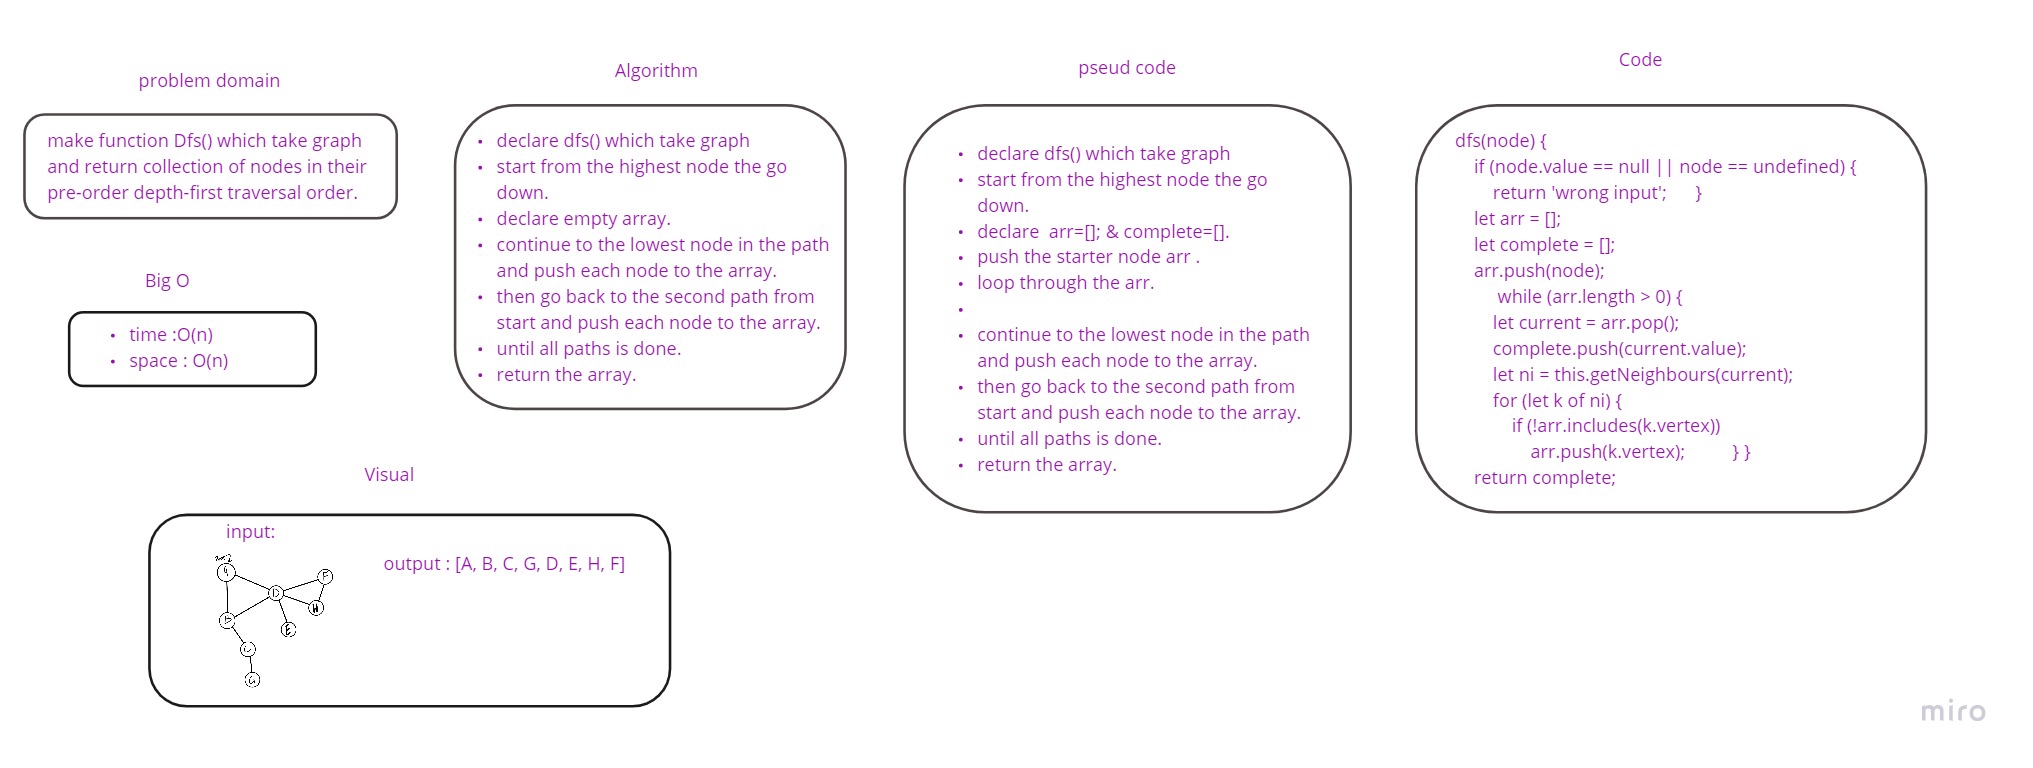 problem domain
make function Dfs() which take graph
and return collection of nodes in their
pre-order depth-first traversal order.
Big O
• time :O(n)
• space : O(n)
Algorithm
• declare dfs() which take graph
• start from the highest node the go
down.
• declare empty array.
• continue to the lowest node in the path
and push each node to the array.
• then go back to the second path from
start and push each node to the array.
• until all paths is done.
• return the array.
pseud code
• declare dfs() which take graph
• start from the highest node the go
down.
• declare  arr=[]; & complete=[].
• push the starter node arr .
• loop through the arr.
•
• continue to the lowest node in the path
and push each node to the array.
• then go back to the second path from
start and push each node to the array.
• until all paths is done.
• return the array.
Code
dfs(node) {
if (node.value == null || node == undefined) {
return 'wrong input';      }
let arr = [];
let complete = [];
arr.push(node);
while (arr.length > 0) {
let current = arr.pop();
complete.push(current.value);
let ni = this.getNeighbours(current);
for (let k of ni) {
if (!arr.includes(k.vertex))
arr.push(k.vertex);          } }
return complete;
Visual
input:
output : [A, B, C, G, D, E, H, F]
F
D
H
B
E
G
miro